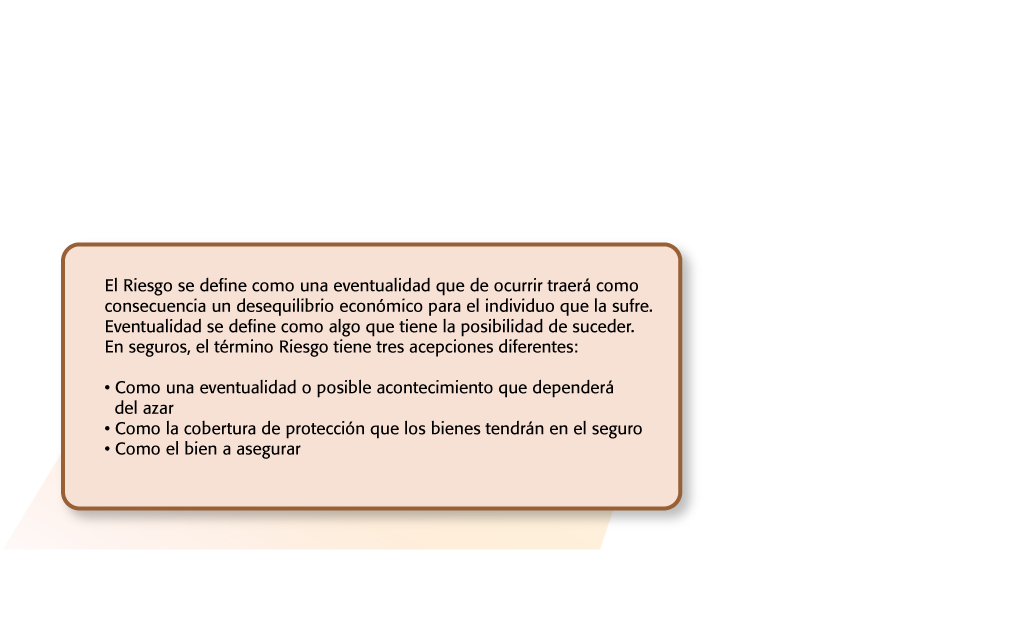 El Riesgo se define como una eventualidad que de ocurrir traerá como
consecuencia un desequilibrio económico para el individuo que la sufre.
Eventualidad se define como algo que tiene la posibilidad de suceder.
En seguros, el término Riesgo tiene tres acepciones diferentes:
• Como una eventualidad o posible acontecimiento que dependerá
del azar
• Como la cobertura de protección que los bienes tendrán en el seguro
• Como el bien a asegurar